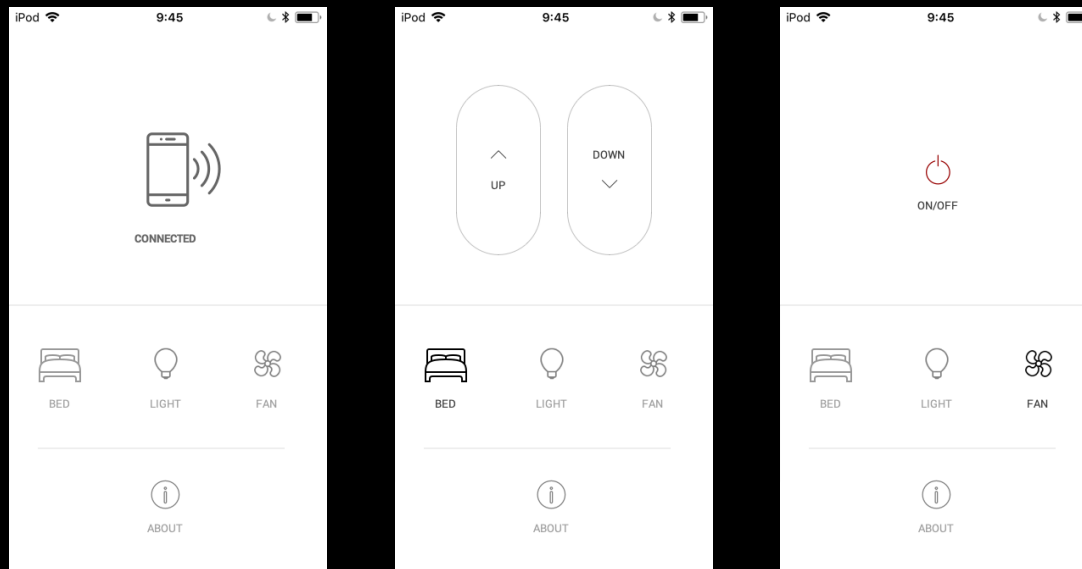 iPod 9:45
CONNECTED
BED LIGHT FAN
ABOUT
iPod 9:45
UP
DOWN
BED LIGHT FAN
ABOUT
iPod 9:45
ON/OFF
BED LIGHT FAN
ABOUT